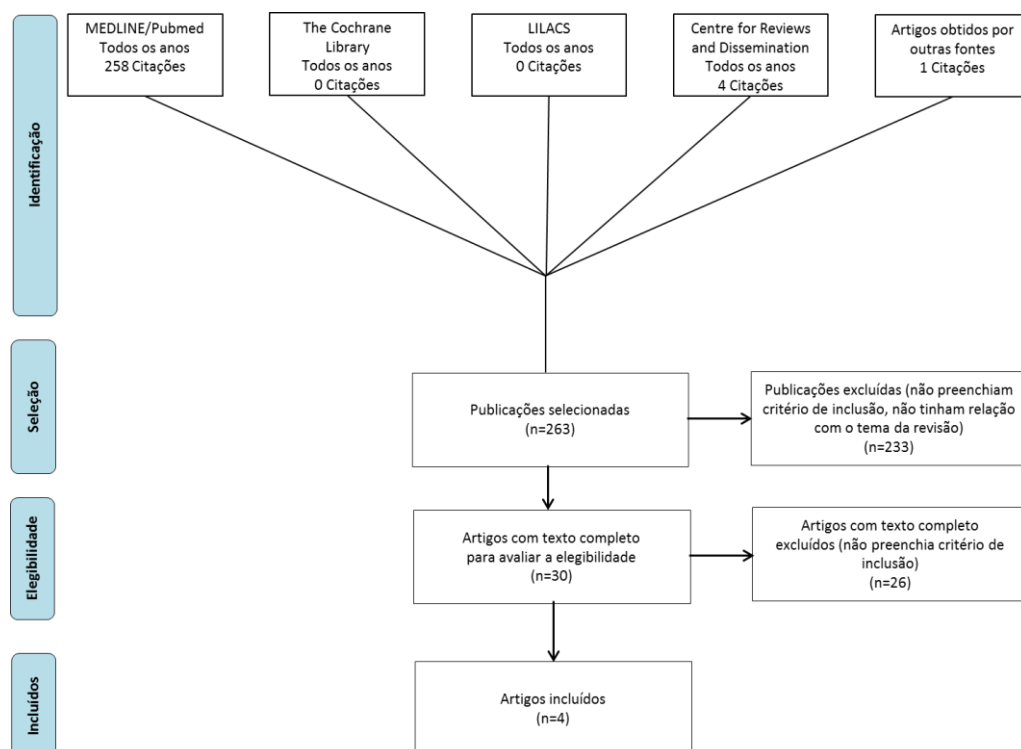 Identificação
MEDLINE/Pubmed
Todos os anos
258 Citações
The Cochrane
Library
Todos os anos
0 Citações
LILACS
Todos os anos
0 Citações
Centre for Reviews
and Dissemination
Todos os anos
4 Citações
Artigos obtidos por
outras fontes
1 Citações
Seleção
Publicações selecionadas
(n=263)
Publicações excluídas (não preenchiam
critério de inclusão, não tinham relação
com o tema da revisão)
(n=233)
Elegibilidade
Artigos com texto completo
para avaliar a elegibilidade
(n=30)
Artigos com texto completo
excluídos (não preenchia critério de
inclusão)
(n=26)
Incluídos
Artigos incluídos
(n=4)